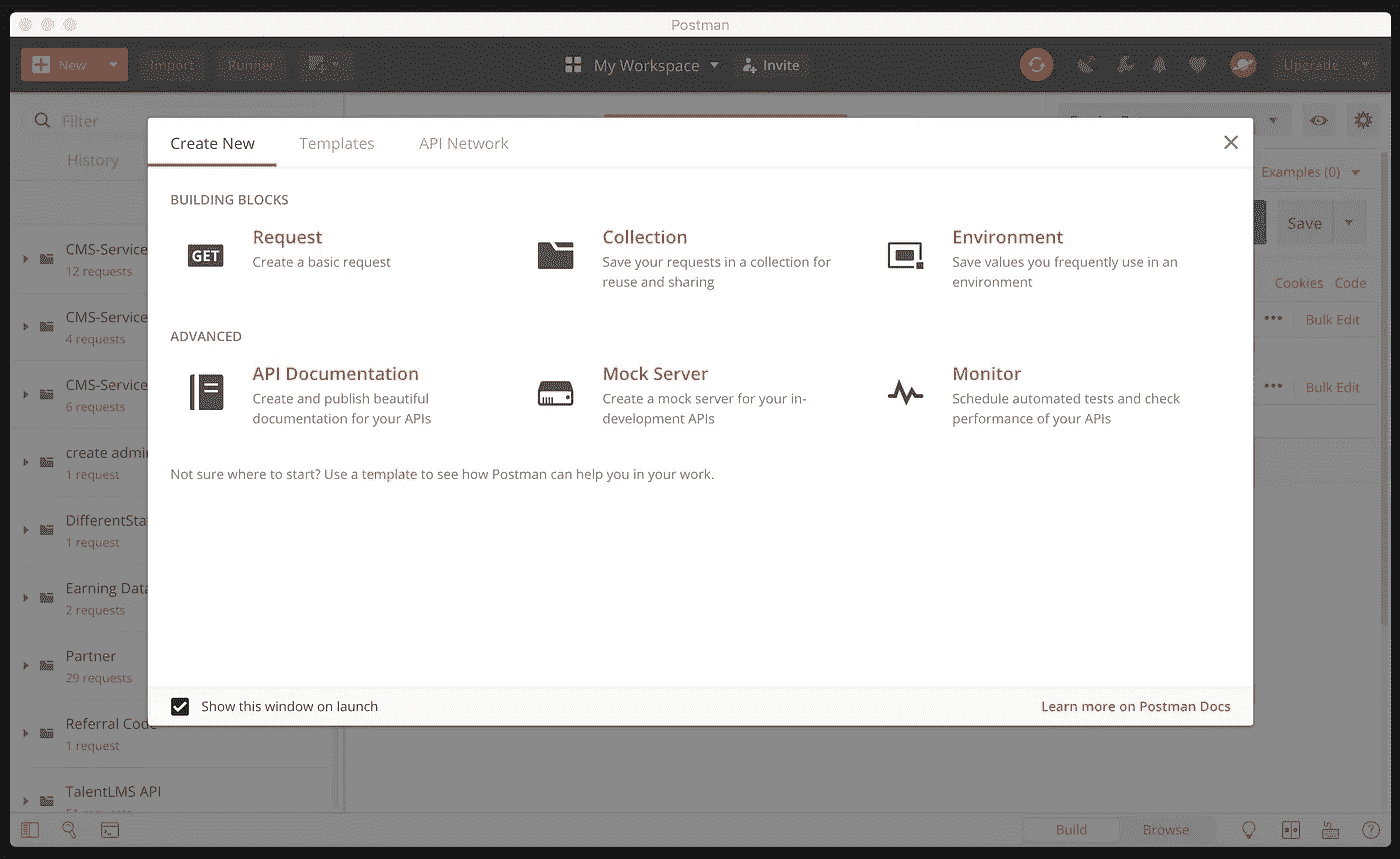 Postman
New
Import
Runner
My Workspace
Invite
Upgrade
Filter
History
Examples (0)
Save
Cookies Code
Bulk Edit
Bulk Edit
Create New Templates API Network
BUILDING BLOCKS
GET
Request
Create a basic request
Collection
Save your requests in a collection for
reuse and sharing
Environment
Save values you frequently use in an
environment
ADVANCED
API Documentation
Create and publish beautiful
documentation for your APIs
Mock Server
Create a mock server for your in-
development APIs
Monitor
Schedule automated tests and check
performance of your APIs
Not sure where to start? Use a template to see how Postman can help you in your work.
Show this window on launch
Learn more on Postman Docs
CMS-Service
12 requests
CMS-Service
4 requests
CMS-Service
6 requests
create admi
1 request
DifferentSta
1 request
Earning Data
2 requests
Partner
29 requests
Referral Code
1 request
TalentLMS API
Build
Browse